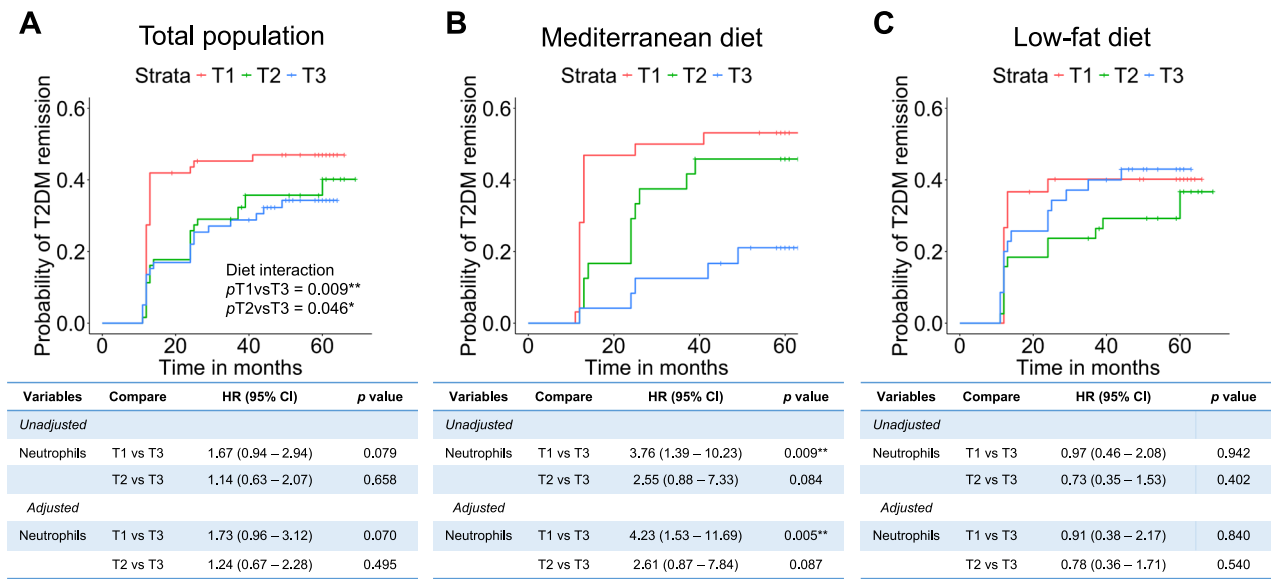 A
Total population
Strata T1 T2 T3
Probability of T2DM remission
0.6
0.4
0.2
0.0
Diet interaction
pT1vsT3 = 0.009**
pT2vsT3 = 0.046*
0 20 40 60
Time in months
Variables Compare HR (95% CI) p value
Unadjusted
Neutrophils T1 vs T3 1.67 (0.94 – 2.94) 0.079
T2 vs T3 1.14 (0.63 – 2.07) 0.658
Adjusted
Neutrophils T1 vs T3 1.73 (0.96 – 3.12) 0.070
T2 vs T3 1.24 (0.67 – 2.28) 0.495
B
Mediterranean diet
Strata T1 T2 T3
Probability of T2DM remission
0.6
0.4
0.2
0.0
0 20 40 60
Time in months
Variables Compare HR (95% CI) p value
Unadjusted
Neutrophils T1 vs T3 3.76 (1.39 – 10.23) 0.009**
T2 vs T3 2.55 (0.88 – 7.33) 0.084
Adjusted
Neutrophils T1 vs T3 4.23 (1.53 – 11.69) 0.005**
T2 vs T3 2.61 (0.87 – 7.84) 0.087
C
Low-fat diet
Strata T1 T2 T3
Probability of T2DM remission
0.6
0.4
0.2
0.0
0 20 40 60
Time in months
Variables Compare HR (95% CI) p value
Unadjusted
Neutrophils T1 vs T3 0.97 (0.46 – 2.08) 0.942
T2 vs T3 0.73 (0.35 – 1.53) 0.402
Adjusted
Neutrophils T1 vs T3 0.91 (0.38 – 2.17) 0.840
T2 vs T3 0.78 (0.36 – 1.71) 0.540